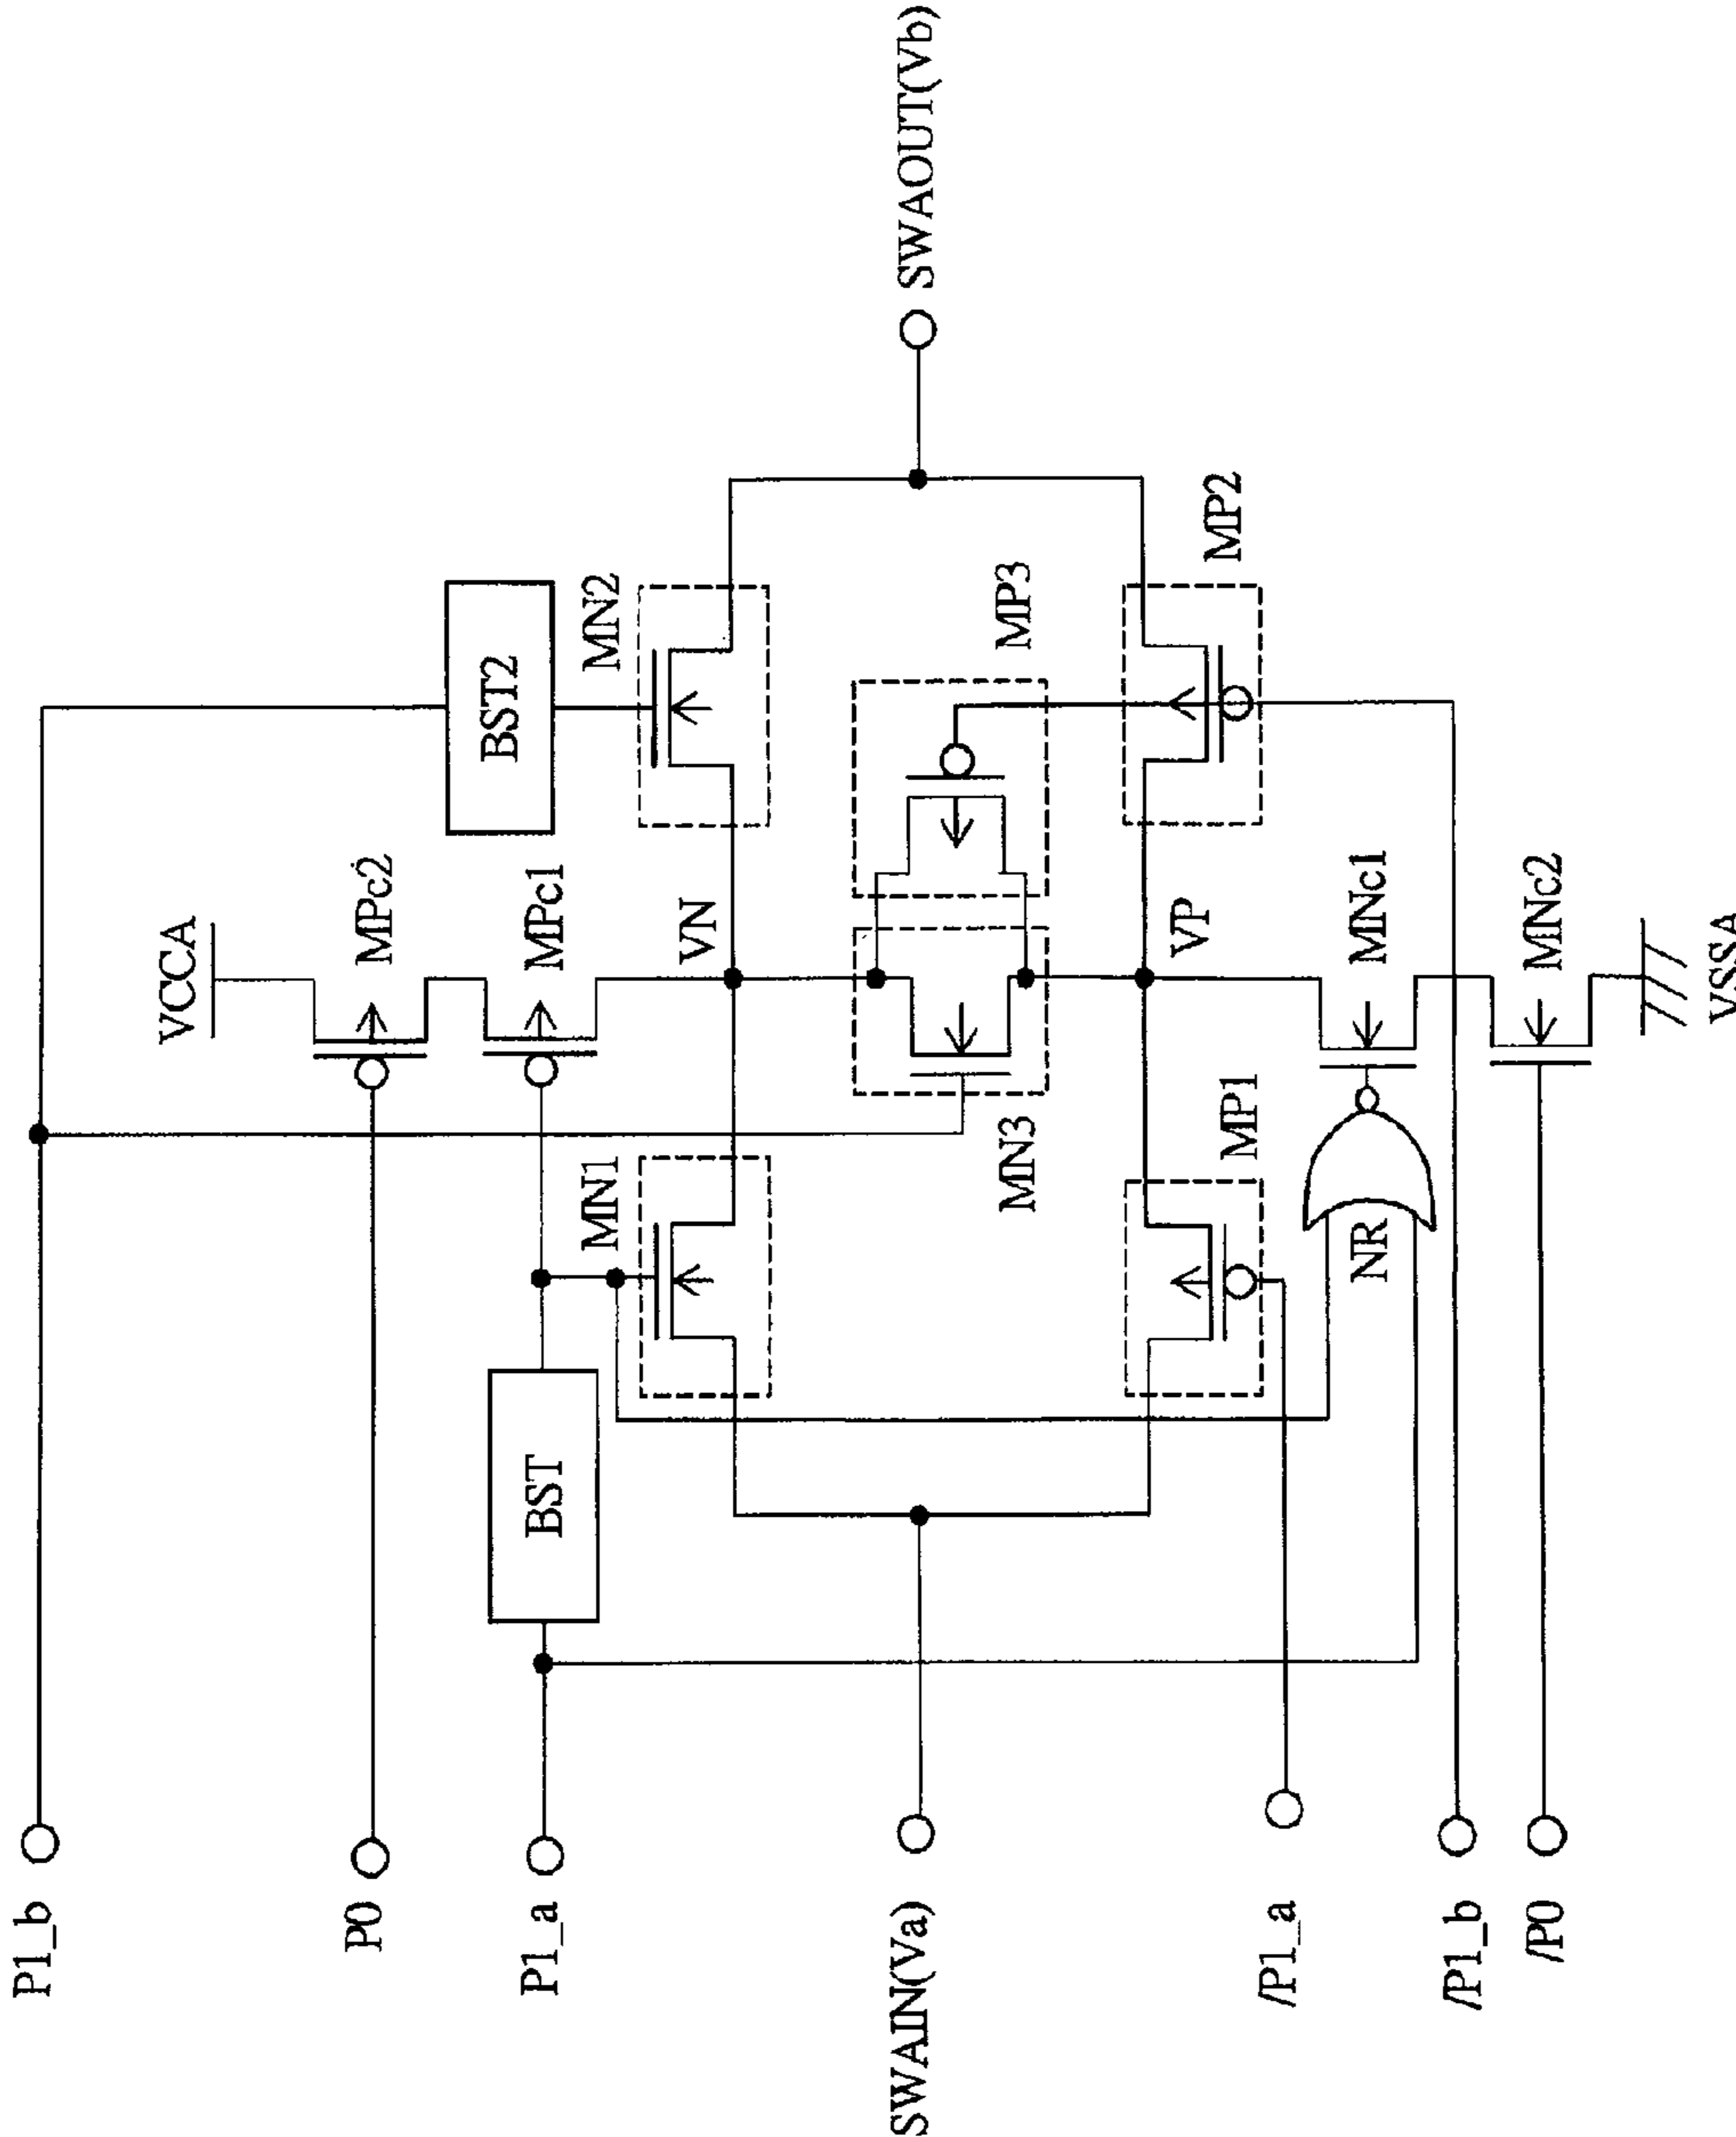 P1_b
P0
P1_a
SWAIN(Va)
/P1_a
/P1_b
/P0
BST
MN1
MN3
MP1
NR
VCCA
MPc2
MPc1
VN
VP
MNc1
MNc2
VSSA
BST2
MN2
MP3
MP2
SWAOUT(Vb)